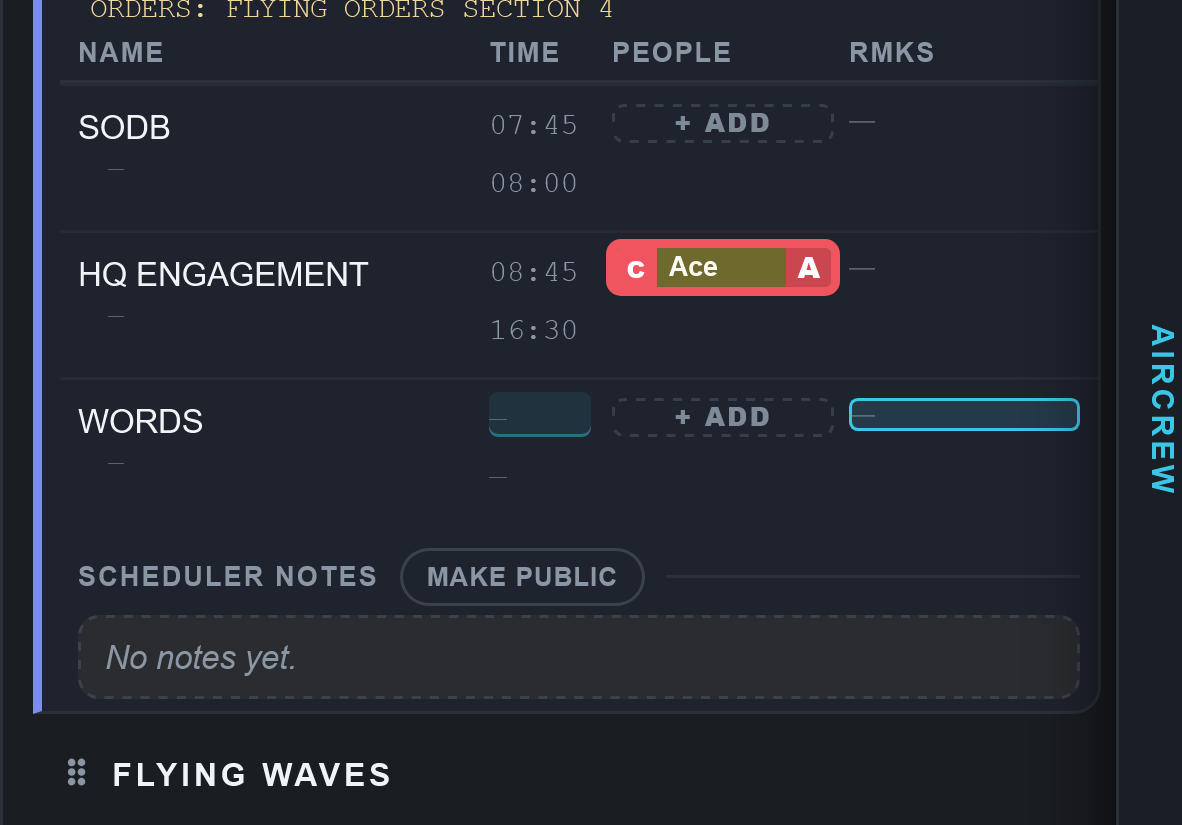 ORDERS: FLYING ORDERS SECTION 4
NAME TIME PEOPLE RMKS
SODB 07:45 + ADD —
— 08:00
HQ ENGAGEMENT 08:45 c Ace A —
— 16:30
WORDS — + ADD —
— —
SCHEDULER NOTES MAKE PUBLIC
No notes yet.
FLYING WAVES
AIRCREW